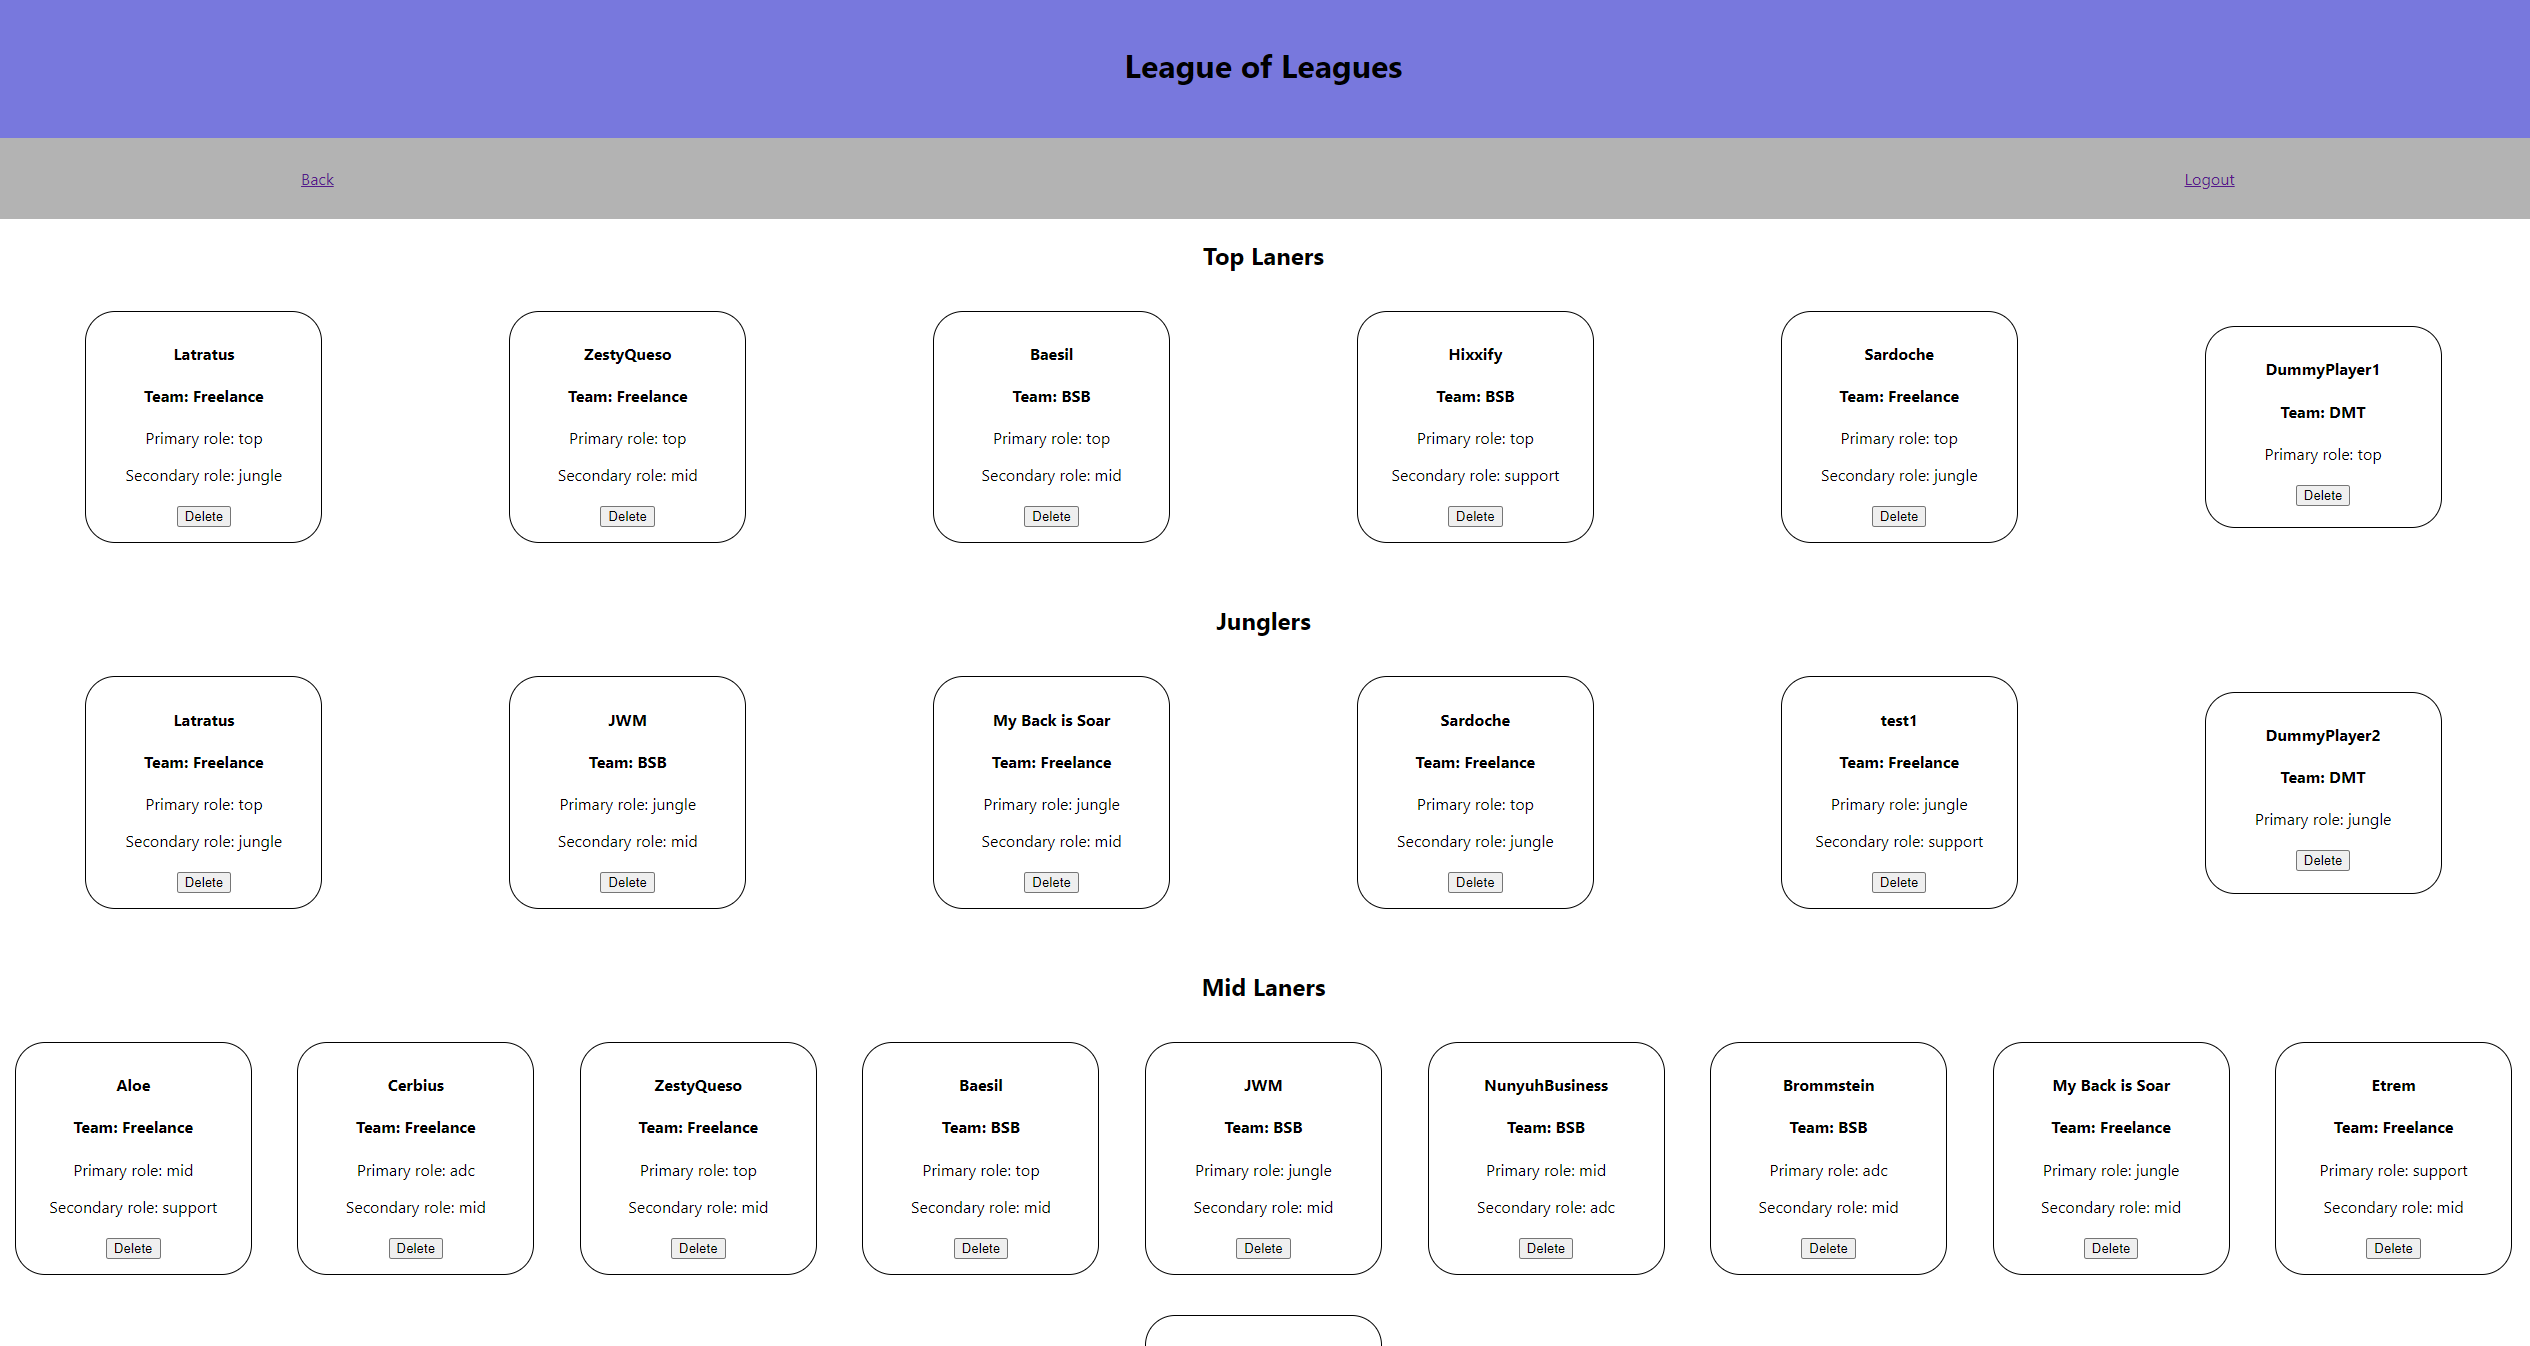 League of Leagues
Back
Logout
Top Laners
Latratus
Team: Freelance
Primary role: top
Secondary role: jungle
Delete
ZestyQueso
Team: Freelance
Primary role: top
Secondary role: mid
Delete
Baesil
Team: BSB
Primary role: top
Secondary role: mid
Delete
Hixxify
Team: BSB
Primary role: top
Secondary role: support
Delete
Sardoche
Team: Freelance
Primary role: top
Secondary role: jungle
Delete
DummyPlayer1
Team: DMT
Primary role: top
Delete
Junglers
Latratus
Team: Freelance
Primary role: top
Secondary role: jungle
Delete
JWM
Team: BSB
Primary role: jungle
Secondary role: mid
Delete
My Back is Soar
Team: Freelance
Primary role: jungle
Secondary role: mid
Delete
Sardoche
Team: Freelance
Primary role: top
Secondary role: jungle
Delete
test1
Team: Freelance
Primary role: jungle
Secondary role: support
Delete
DummyPlayer2
Team: DMT
Primary role: jungle
Delete
Mid Laners
Aloe
Team: Freelance
Primary role: mid
Secondary role: support
Delete
Cerbius
Team: Freelance
Primary role: adc
Secondary role: mid
Delete
ZestyQueso
Team: Freelance
Primary role: top
Secondary role: mid
Delete
Baesil
Team: BSB
Primary role: top
Secondary role: mid
Delete
JWM
Team: BSB
Primary role: jungle
Secondary role: mid
Delete
NunyuhBusiness
Team: BSB
Primary role: mid
Secondary role: adc
Delete
Brommstein
Team: BSB
Primary role: adc
Secondary role: mid
Delete
My Back is Soar
Team: Freelance
Primary role: jungle
Secondary role: mid
Delete
Etrem
Team: Freelance
Primary role: support
Secondary role: mid
Delete